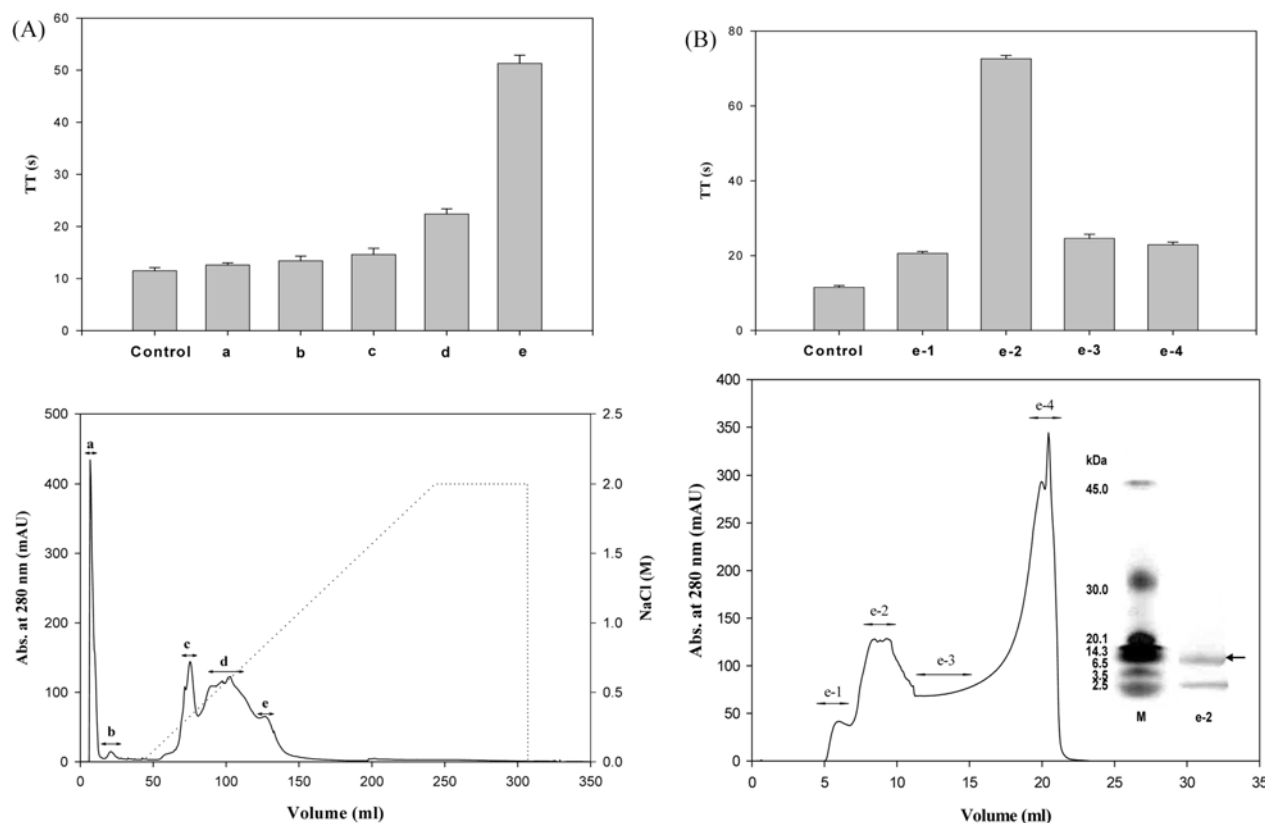 (A)
60
50
40
30
20
10
0
TT (s)
Control a b c d e
(B)
80
60
40
20
0
TT (s)
Control e-1 e-2 e-3 e-4
500
400
300
200
100
0
Abs. at 280 nm (mAU)
2.5
2.0
1.5
1.0
0.5
0.0
NaCl (M)
a
b
c
d
e
0 50 100 150 200 250 300 350
Volume (ml)
400
350
300
250
200
150
100
50
0
Abs. at 280 nm (mAU)
e-1
e-2
e-3
e-4
kDa
45.0
30.0
20.1
14.3
6.5
3.5
2.5
M e-2
0 5 10 15 20 25 30 35
Volume (ml)